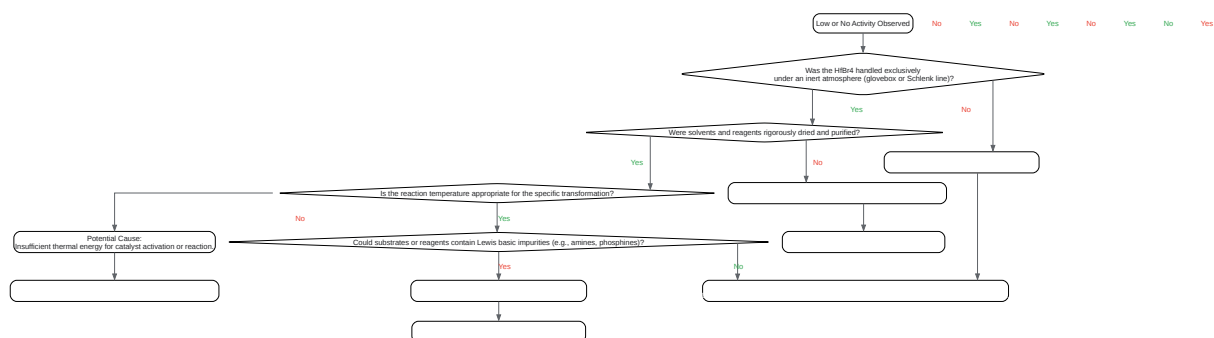 Low or No Activity Observed
No Yes No Yes No Yes No Yes
Was the HfBr4 handled exclusively
under an inert atmosphere (glovebox or Schlenk line)?
Yes
No
Were solvents and reagents rigorously dried and purified?
Yes
No
Is the reaction temperature appropriate for the specific transformation?
No
Yes
Potential Cause:
Insufficient thermal energy for catalyst activation or reaction.
Could substrates or reagents contain Lewis basic impurities (e.g., amines, phosphines)?
Yes
No